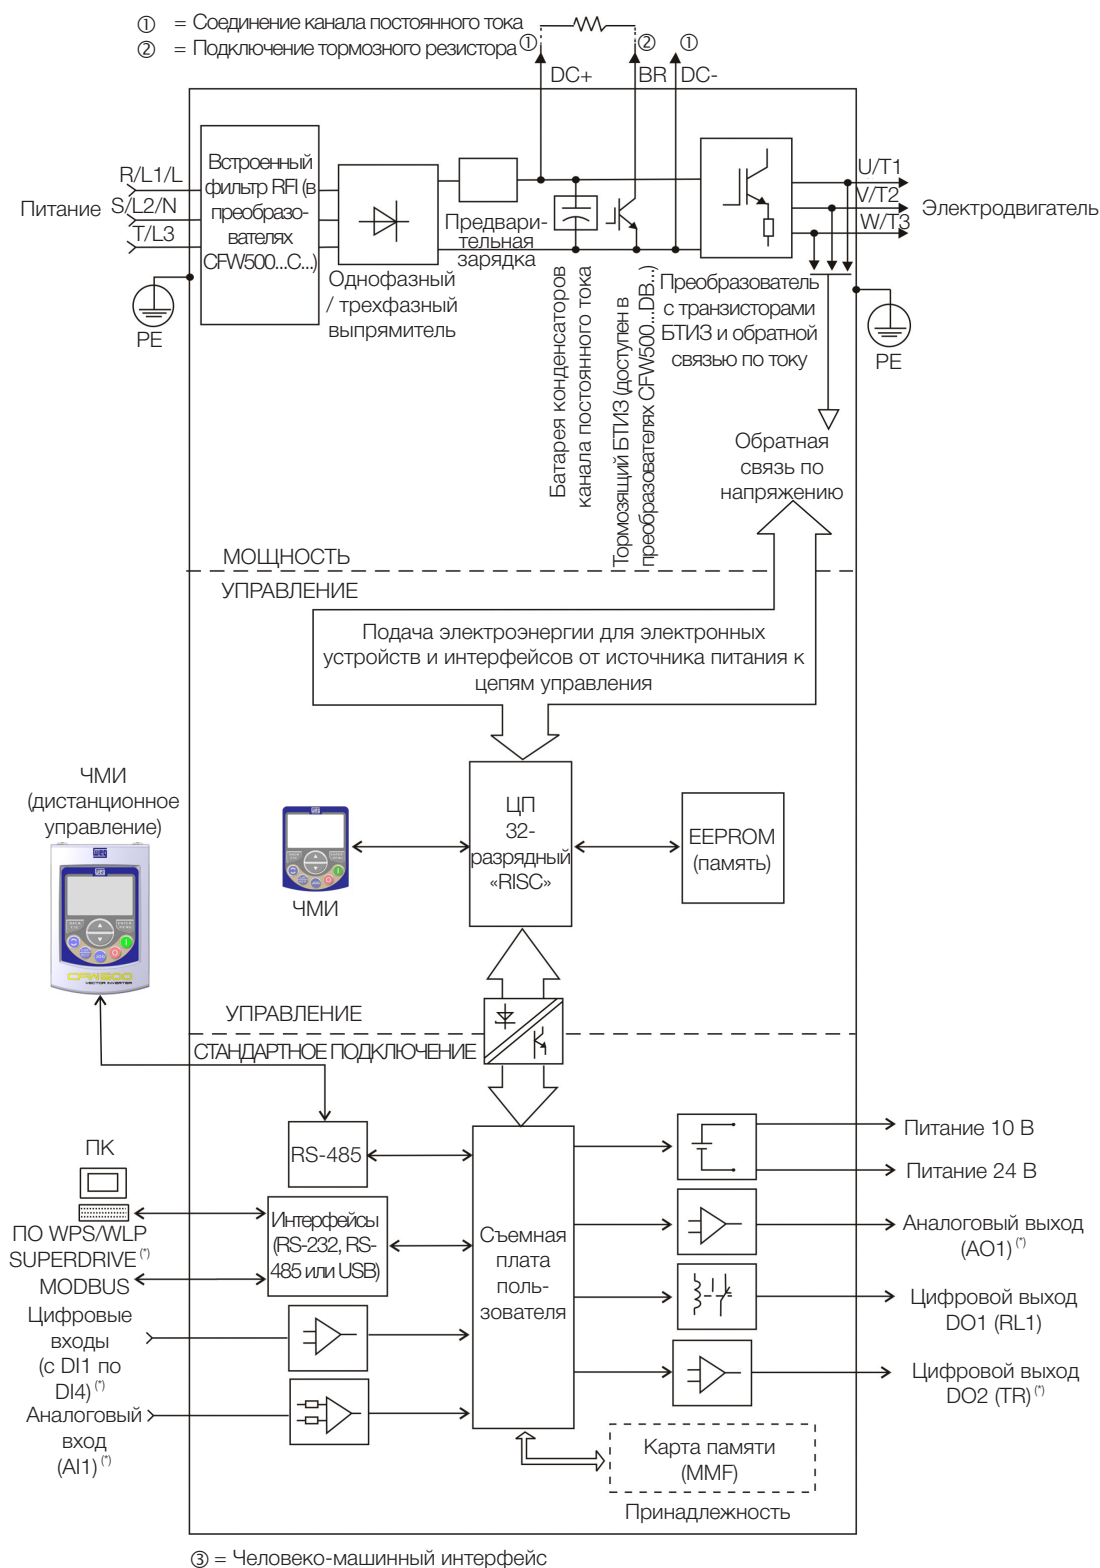 ① = Соединение канала постоянного тока
② = Подключение тормозного резистора
①
②
①
DC+
BR
DC-
R/L1/L
Питание S/L2/N
T/L3
PE
Встроенный
фильтр RFI (в
преобразо-
вателях
CFW500...C...)
Однофазный
/ трехфазный
выпрямитель
Предвари-
тельная
зарядка
Батарея конденсаторов
канала постоянного тока
Тормозящий БТИЗ (доступен в
преобразователях CFW500...DB...)
Преобразователь
с транзисторами
БТИЗ и обратной
связью по току
U/T1
V/T2
W/T3
Электродвигатель
PE
Обратная
связь по
напряжению
МОЩНОСТЬ
УПРАВЛЕНИЕ
Подача электроэнергии для электронных
устройств и интерфейсов от источника питания к
цепям управления
ЧМИ
(дистанционное
управление)
WEG
CFW500
VECTOR INVERTER
ЧМИ
ЦП
32-
разрядный
«RISC»
EEPROM
(память)
УПРАВЛЕНИЕ
СТАНДАРТНОЕ ПОДКЛЮЧЕНИЕ
RS-485
ПК
ПО WPS/WLP
SUPERDRIVE (*)
MODBUS
Интерфейсы
(RS-232, RS-
485 или USB)
Цифровые
входы
(с DI1 по
DI4) (*)
Аналоговый
вход
(AI1) (*)
Съемная
плата
поль-
зователя
Питание 10 В
Питание 24 В
Аналоговый выход
(AO1) (*)
Цифровой выход
DO1 (RL1)
Цифровой выход
DO2 (TR) (*)
Карта памяти
(MMF)
Принадлежность
③ = Человеко-машинный интерфейс